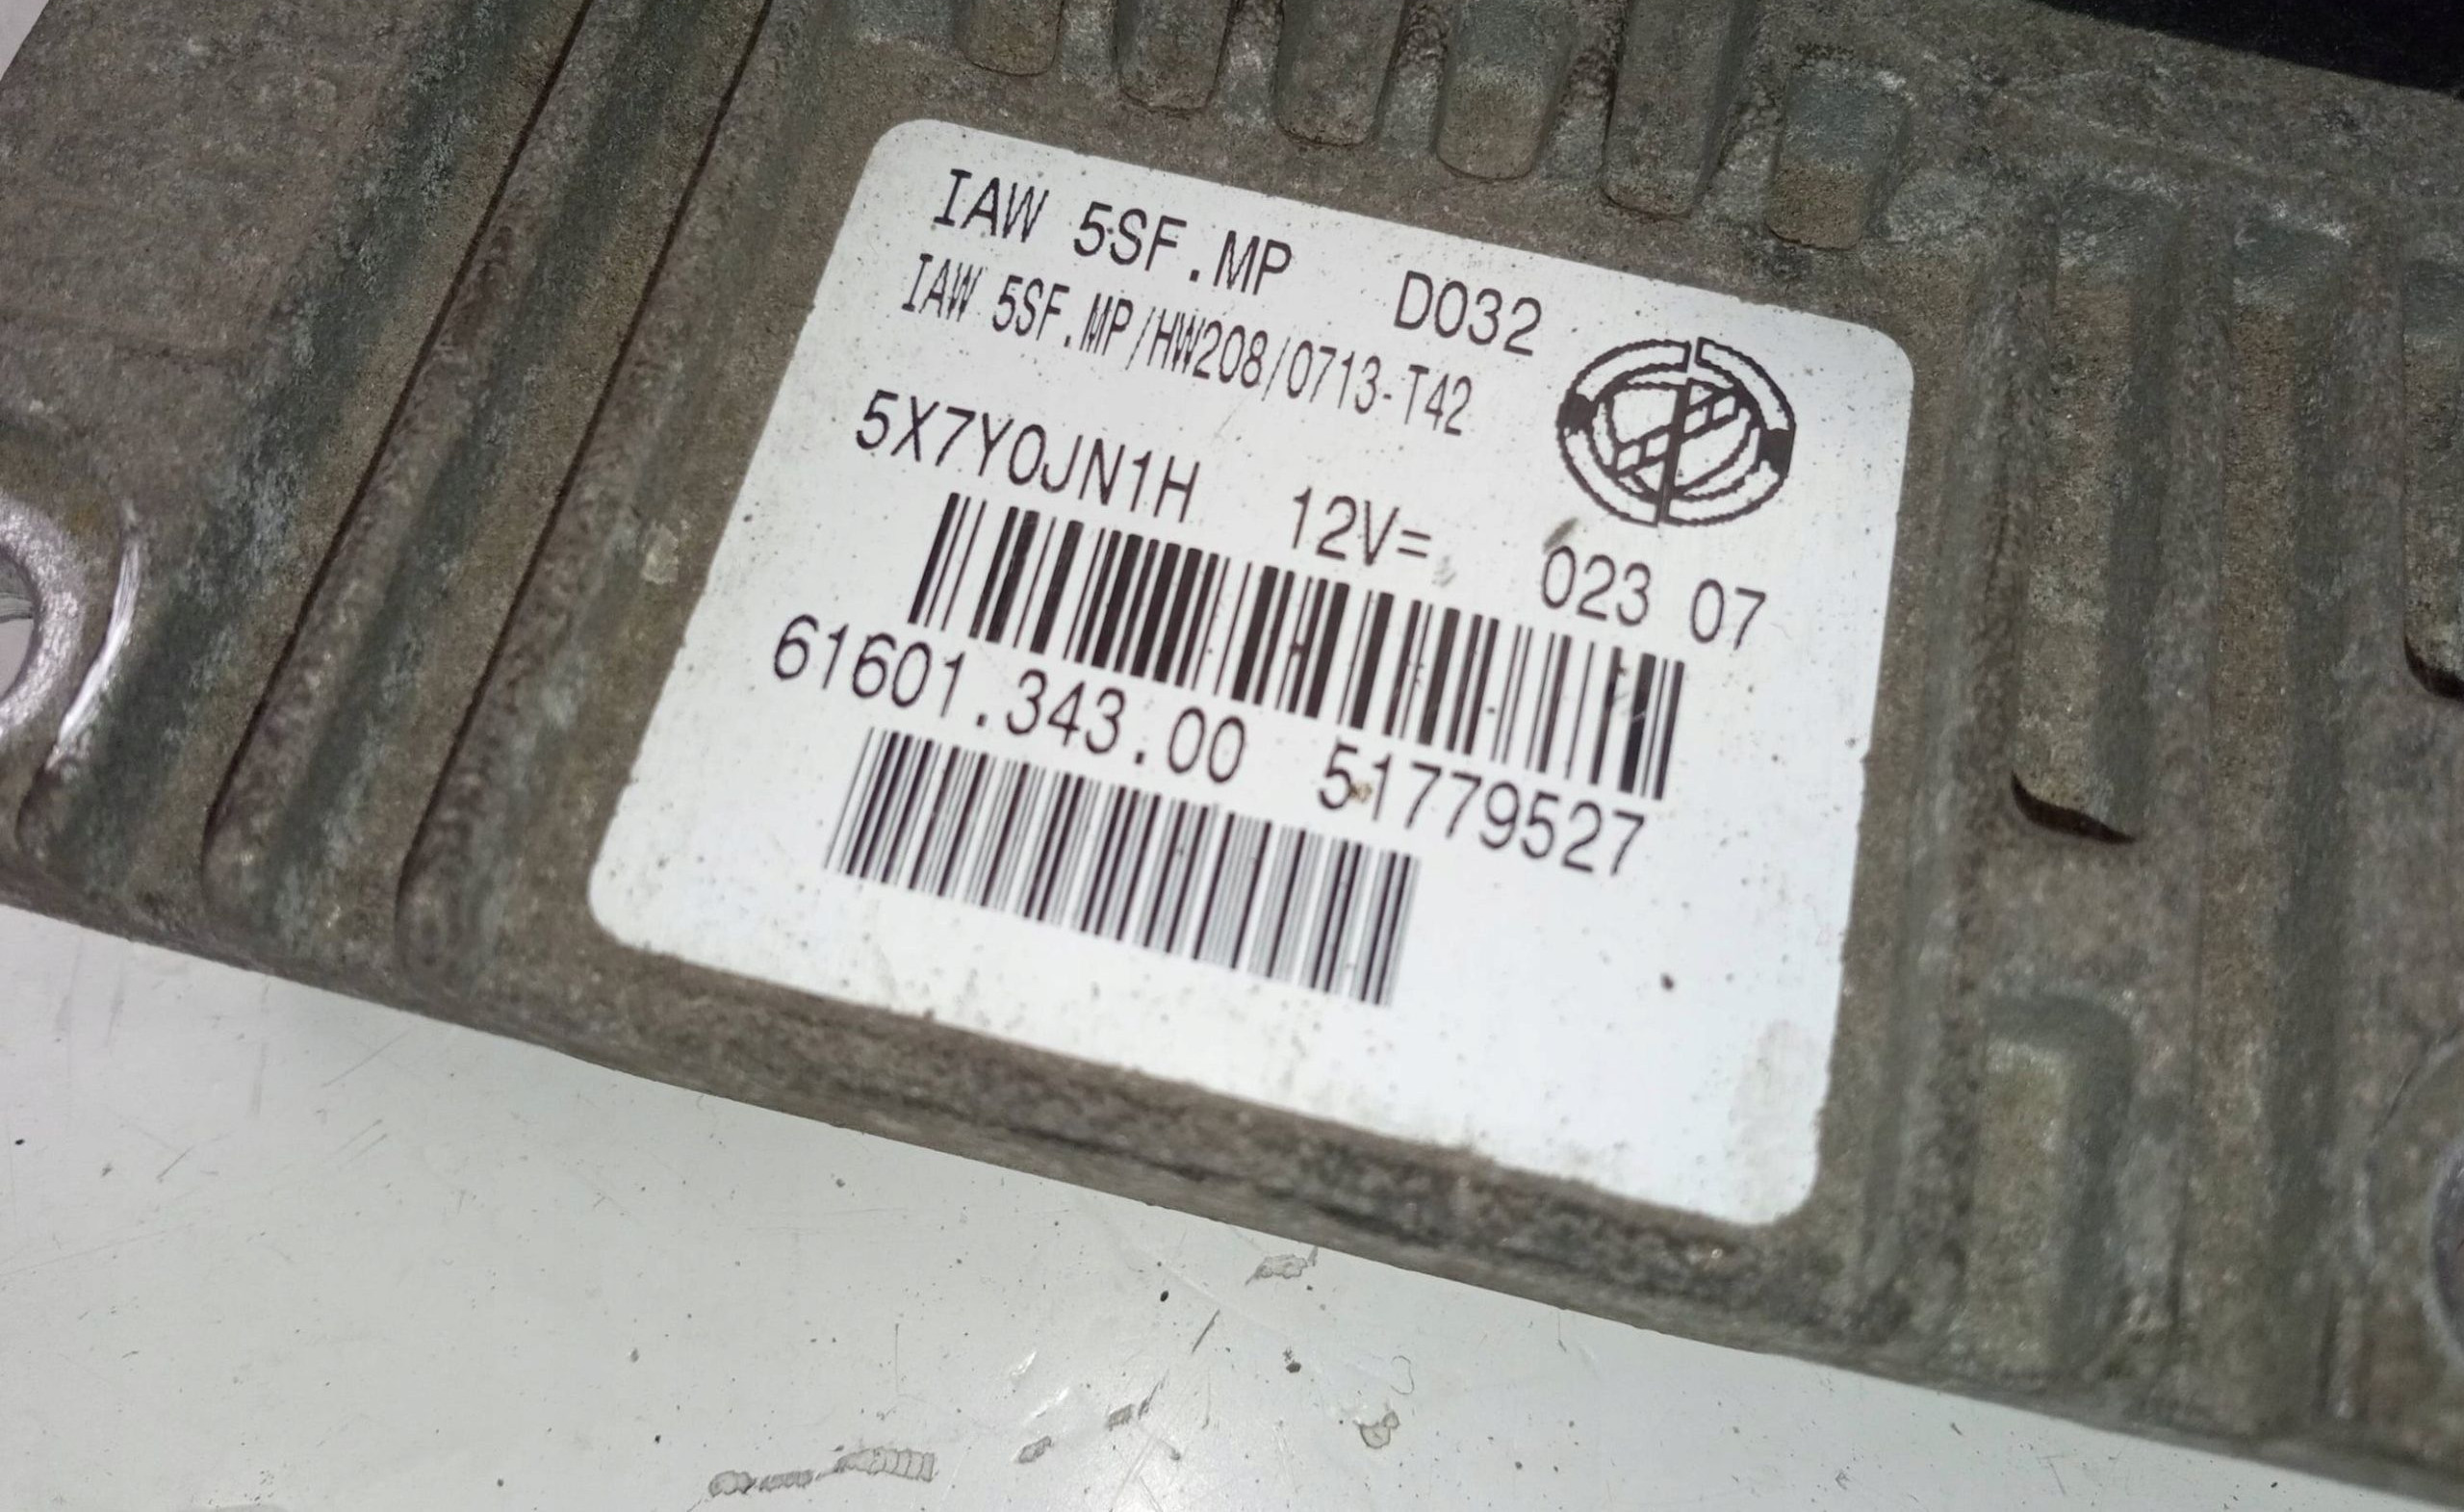 IAW 5SF.MP D032
IAW 5SF.MP/HW208/0713-T42
5X7Y0JN1H 12V= 023 07
61601.343.00 51779527